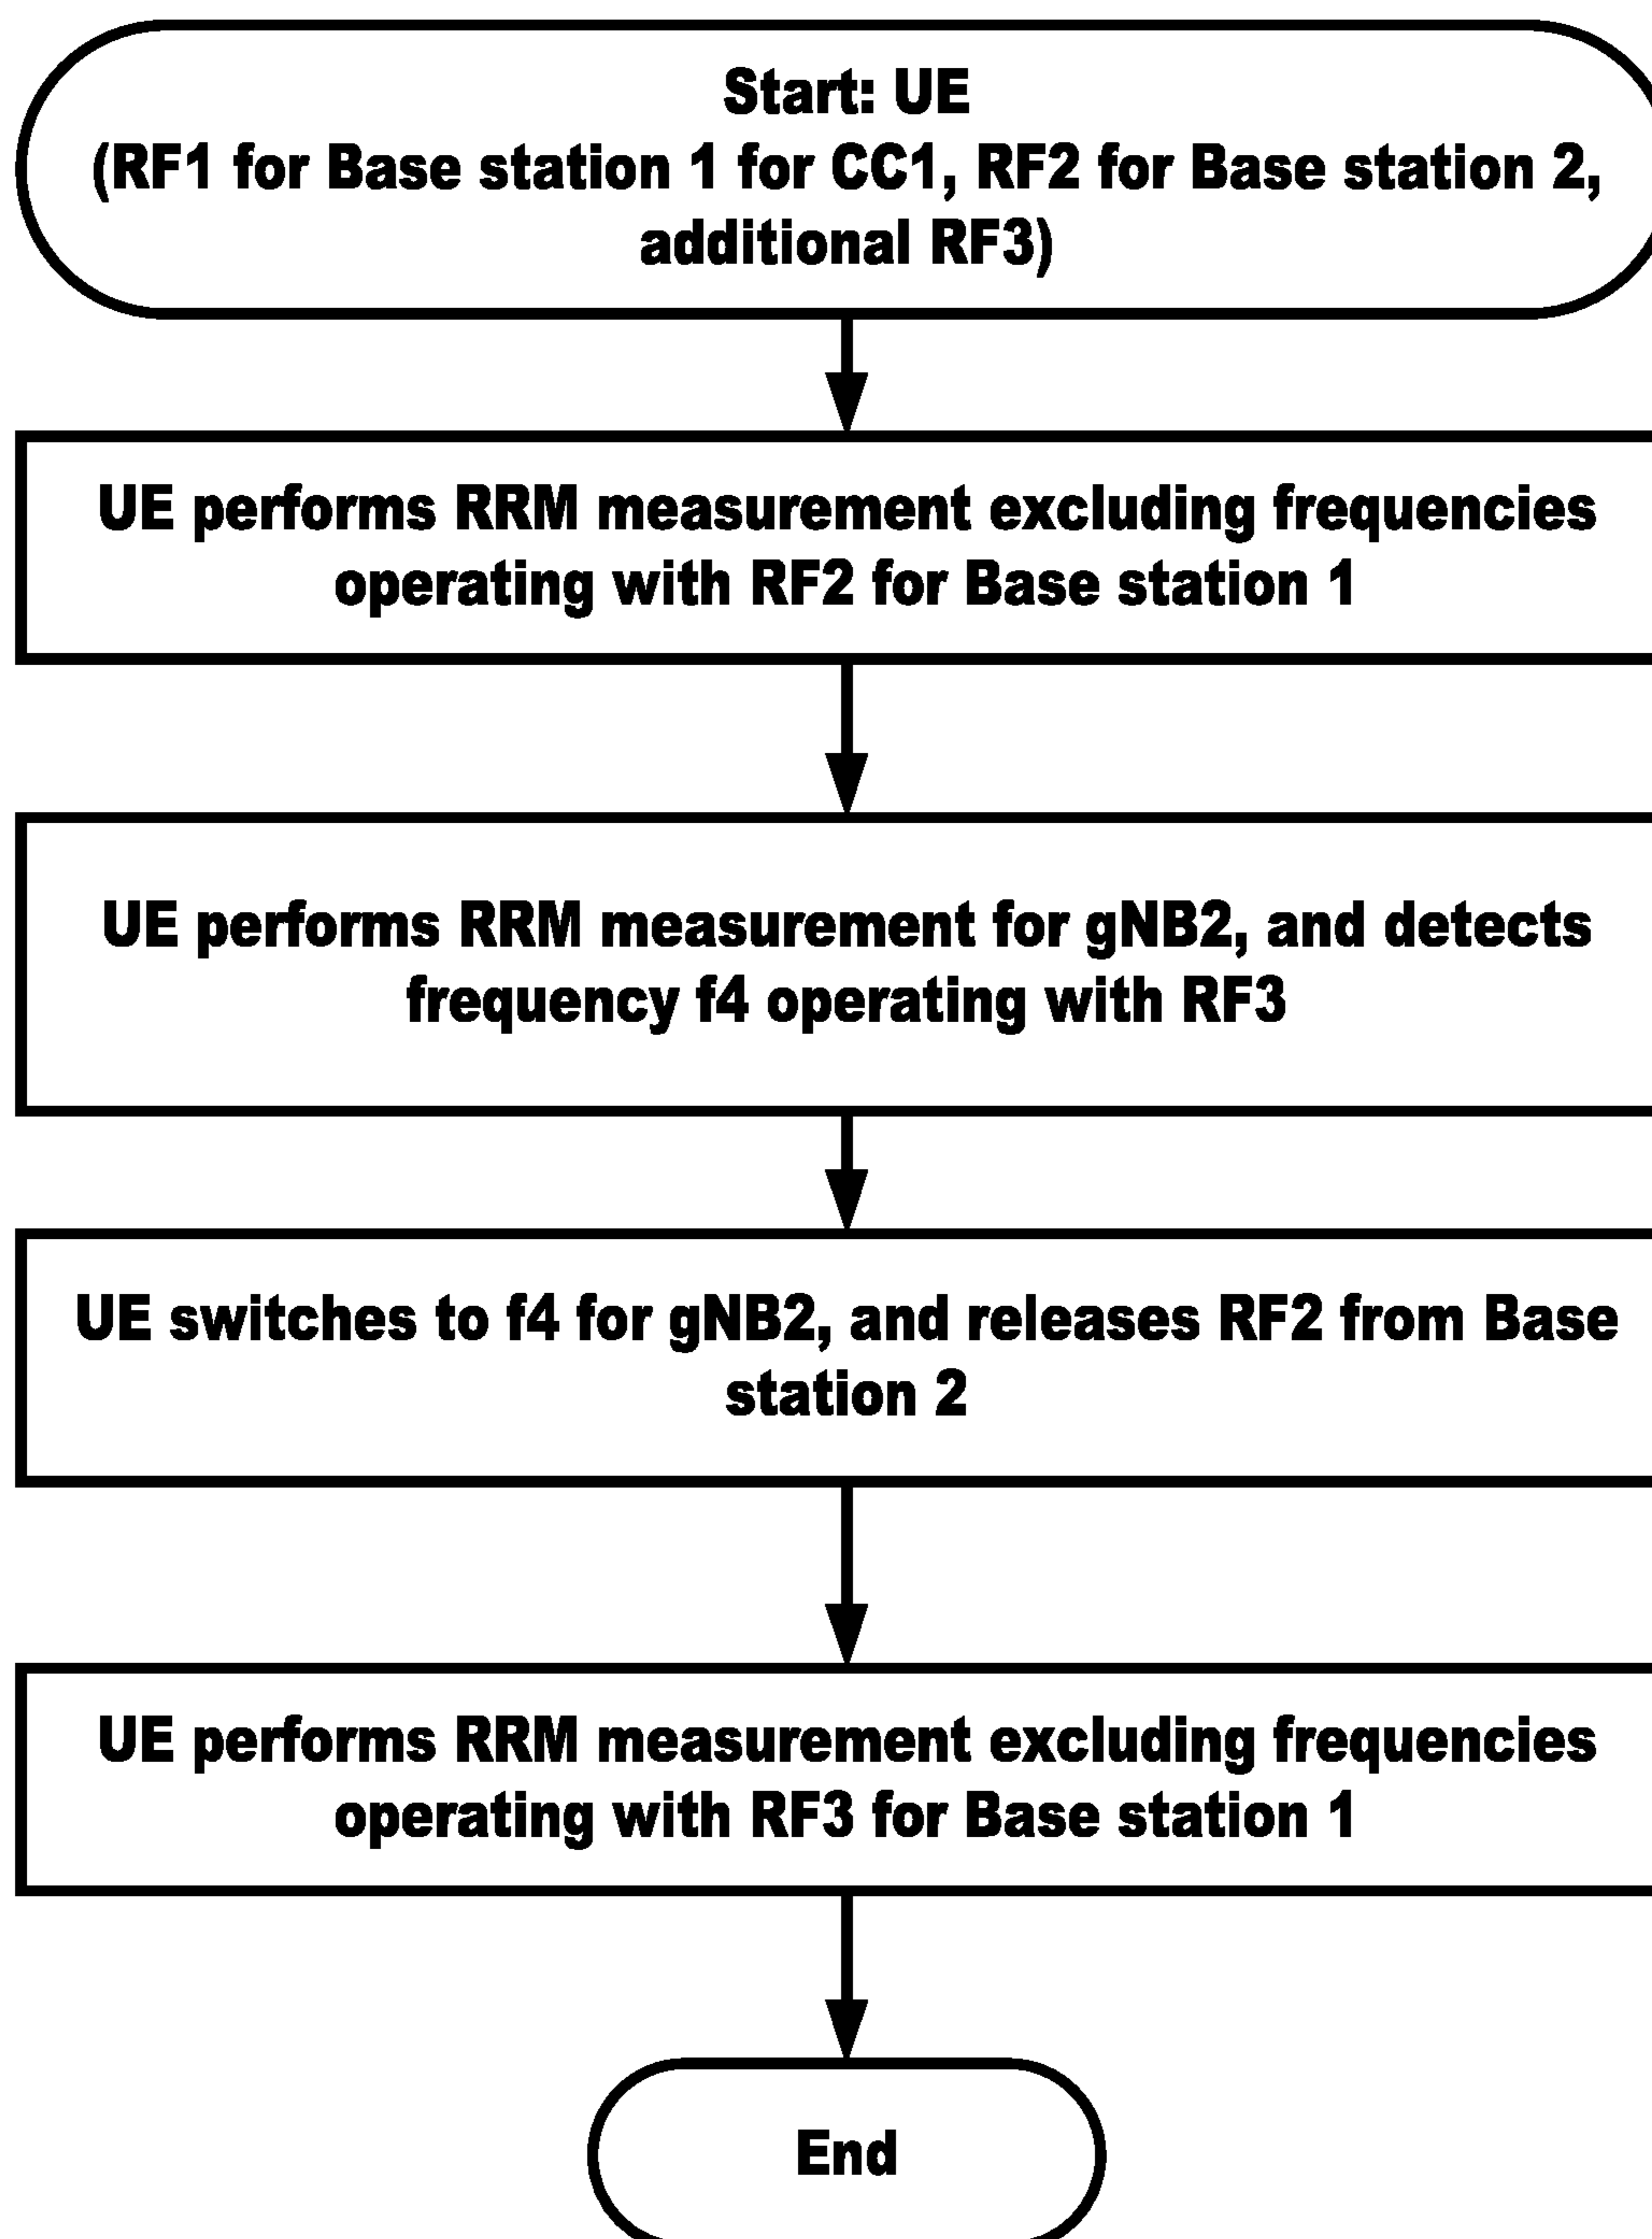 Start: UE
(RF1 for Base station 1 for CC1, RF2 for Base station 2,
additional RF3)
UE performs RRM measurement excluding frequencies
operating with RF2 for Base station 1
UE performs RRM measurement for gNB2, and detects
frequency f4 operating with RF3
UE switches to f4 for gNB2, and releases RF2 from Base
station 2
UE performs RRM measurement excluding frequencies
operating with RF3 for Base station 1
End